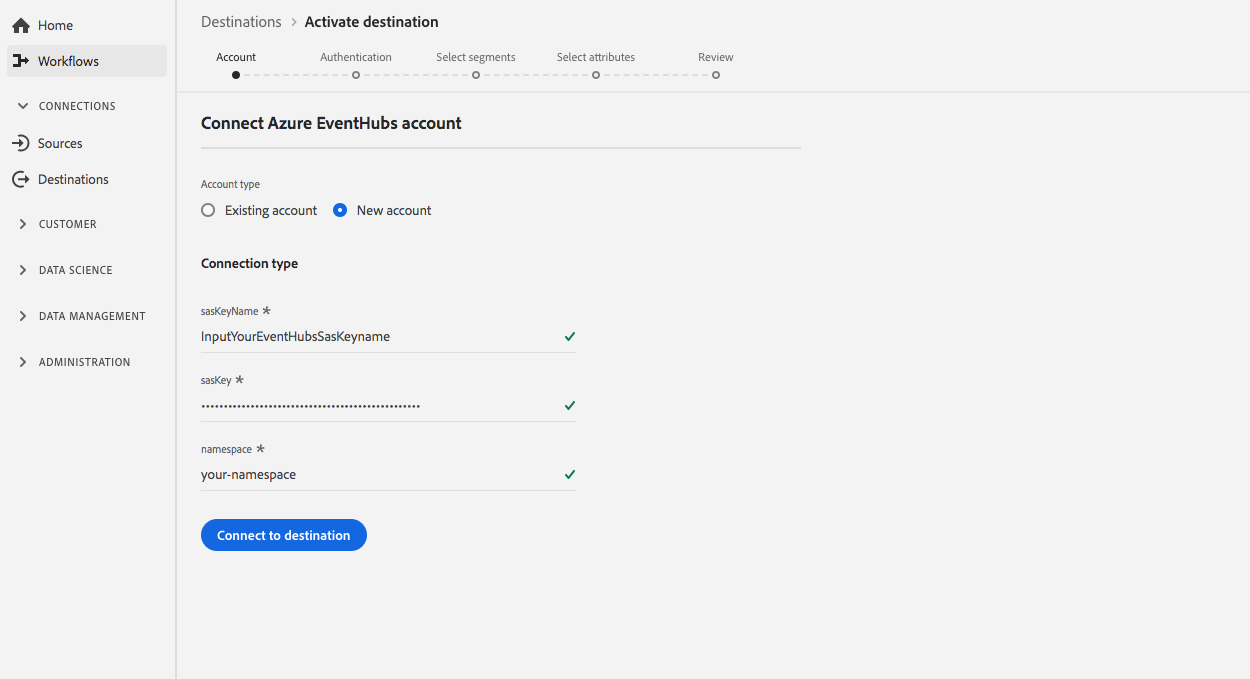 Home
Workflows
CONNECTIONS
Sources
Destinations
CUSTOMER
DATA SCIENCE
DATA MANAGEMENT
ADMINISTRATION
Destinations > Activate destination
Account Authentication Select segments Select attributes Review
Connect Azure EventHubs account
Account type
Existing account New account
Connection type
sasKeyName *
InputYourEventHubsSasKeyname
sasKey *
namespace *
your-namespace
Connect to destination